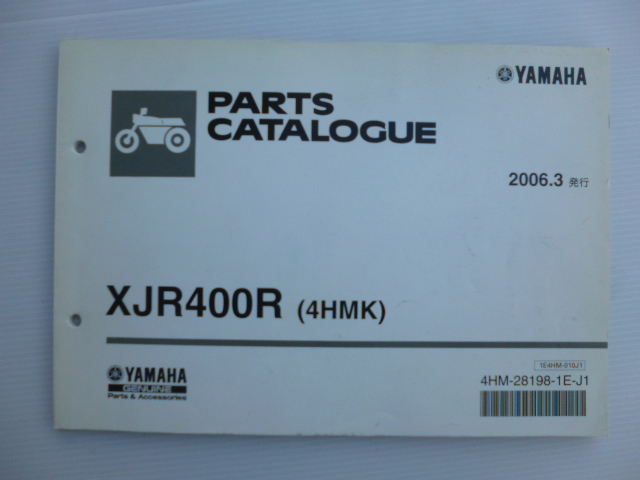 YAMAHA
PARTS
CATALOGUE
2006.3 発行
XJR400R (4HMK)
YAMAHA
GENUINE
Parts & Accessories
1E4HM-010J1
4HM-28198-1E-J1